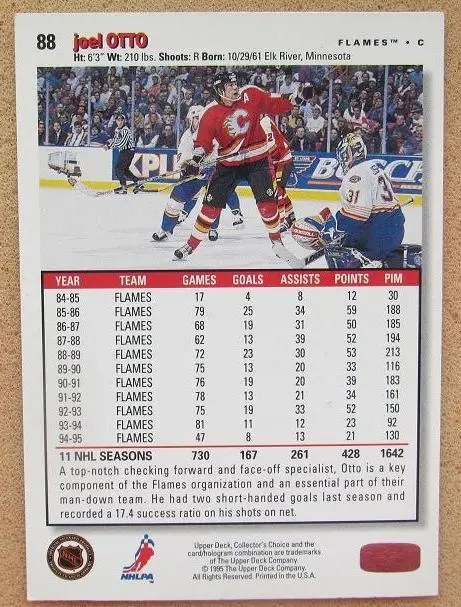 88 joel OTTO FLAMES™ • C
Ht: 6'3" Wt: 210 lbs. Shoots: R Born: 10/29/61 Elk River, Minnesota
KPL
BUSCH
C A
31
YEAR TEAM GAMES GOALS ASSISTS POINTS PIM
84-85 FLAMES 17 4 8 12 30
85-86 FLAMES 79 25 34 59 188
86-87 FLAMES 68 19 31 50 185
87-88 FLAMES 62 13 39 52 194
88-89 FLAMES 72 23 30 53 213
89-90 FLAMES 75 13 20 33 116
90-91 FLAMES 76 19 20 39 183
91-92 FLAMES 78 13 21 34 161
92-93 FLAMES 75 19 33 52 150
93-94 FLAMES 81 11 12 23 92
94-95 FLAMES 47 8 13 21 130
11 NHL SEASONS 730 167 261 428 1642
A top-notch checking forward and face-off specialist, Otto is a key
component of the Flames organization and an essential part of their
man-down team. He had two short-handed goals last season and
recorded a 17.4 success ratio on his shots on net.
NHL
NHLPA
Upper Deck, Collector's Choice and the
card/hologram combination are trademarks
of The Upper Deck Company
© 1995 The Upper Deck Company.
All Rights Reserved. Printed in the U.S.A.